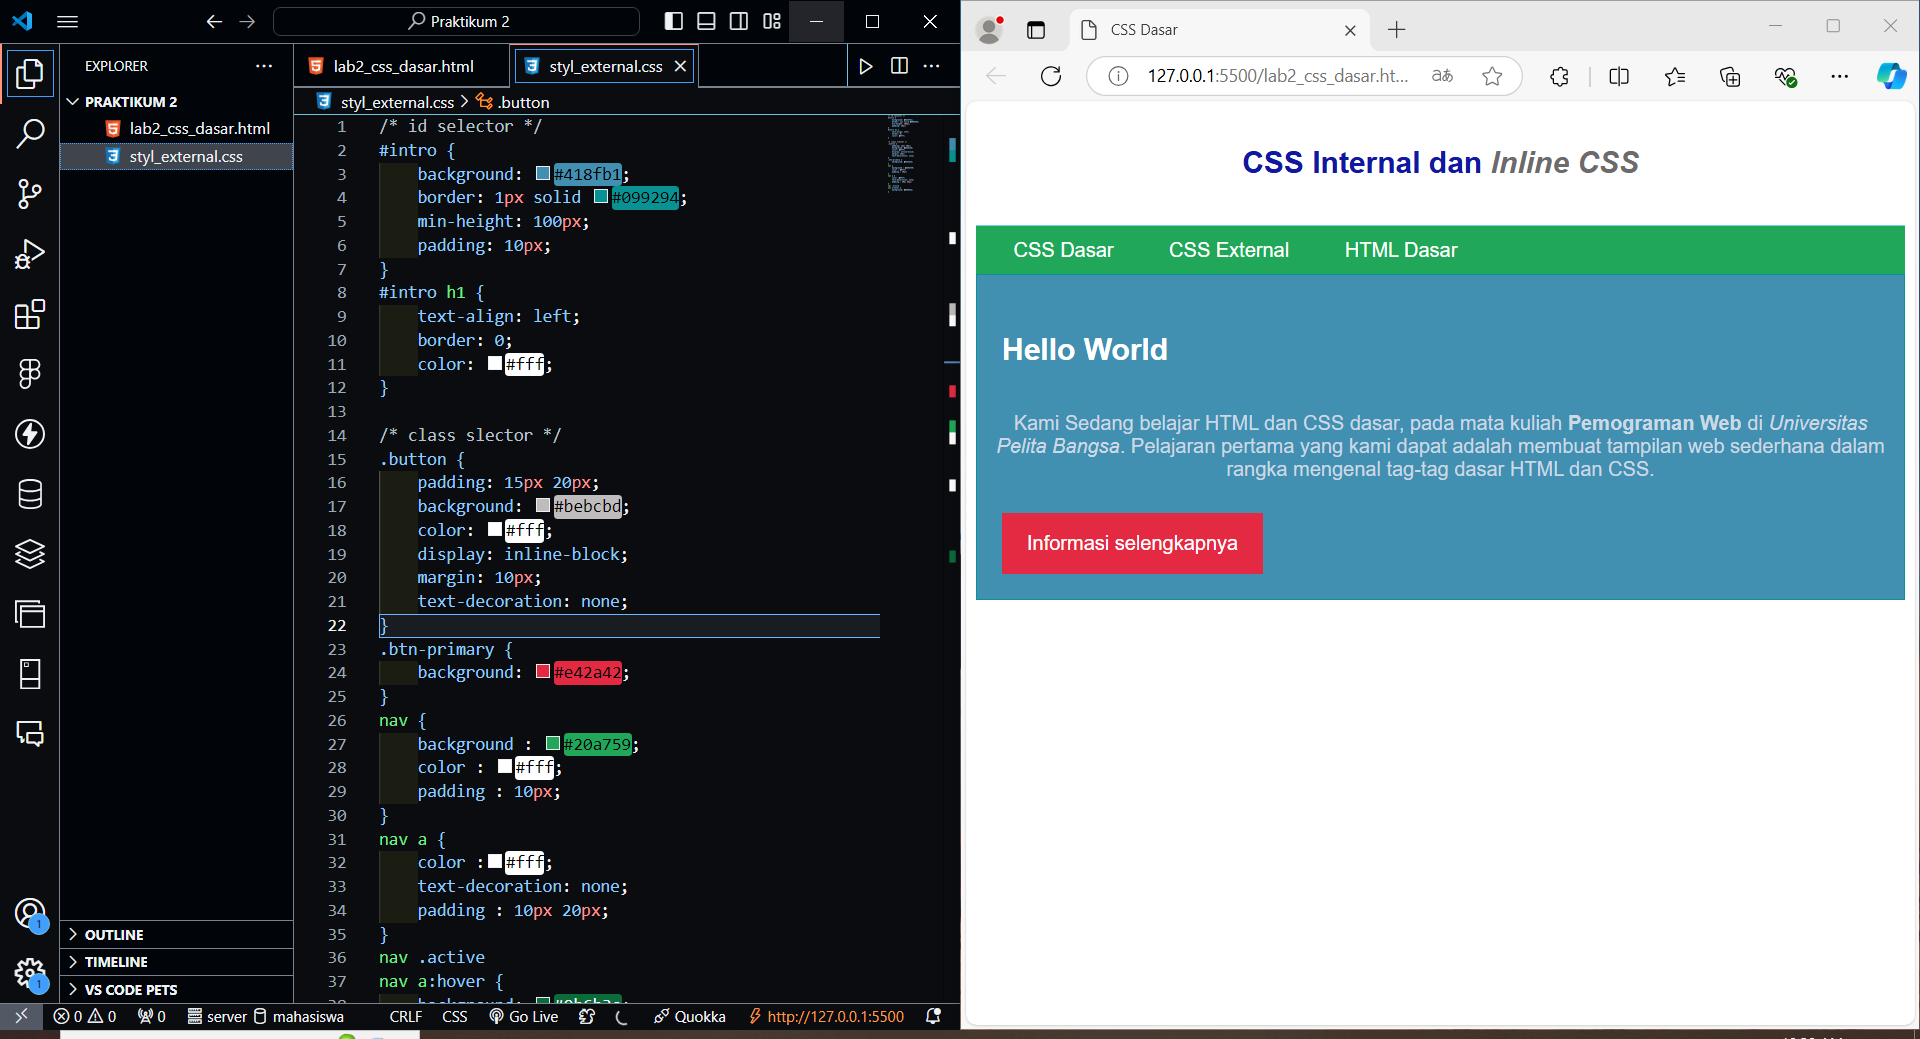 Praktikum 2
EXPLORER
PRAKTIKUM 2
lab2_css_dasar.html
styl_external.css
OUTLINE
TIMELINE
VS CODE PETS
lab2_css_dasar.html
styl_external.css
styl_external.css > .button
1 /* id selector */
2 #intro {
3 background: #418fb1;
4 border: 1px solid #099294;
5 min-height: 100px;
6 padding: 10px;
7 }
8 #intro h1 {
9 text-align: left;
10 border: 0;
11 color: #fff;
12 }
13
14 /* class slector */
15 .button {
16 padding: 15px 20px;
17 background: #bebcbd;
18 color: #fff;
19 display: inline-block;
20 margin: 10px;
21 text-decoration: none;
22 }
23 .btn-primary {
24 background: #e42a42;
25 }
26 nav {
27 background : #20a759;
28 color : #fff;
29 padding : 10px;
30 }
31 nav a {
32 color : #fff;
33 text-decoration: none;
34 padding : 10px 20px;
35 }
36 nav .active
37 nav a:hover {
1
1
0 0 0 server mahasiswa CRLF CSS Go Live Quokka http://127.0.0.1:5500
CSS Dasar
127.0.0.1:5500/lab2_css_dasar.ht...
CSS Internal dan Inline CSS
CSS Dasar CSS External HTML Dasar
Hello World
Kami Sedang belajar HTML dan CSS dasar, pada mata kuliah Pemograman Web di Universitas
Pelita Bangsa. Pelajaran pertama yang kami dapat adalah membuat tampilan web sederhana dalam
rangka mengenal tag-tag dasar HTML dan CSS.
Informasi selengkapnya